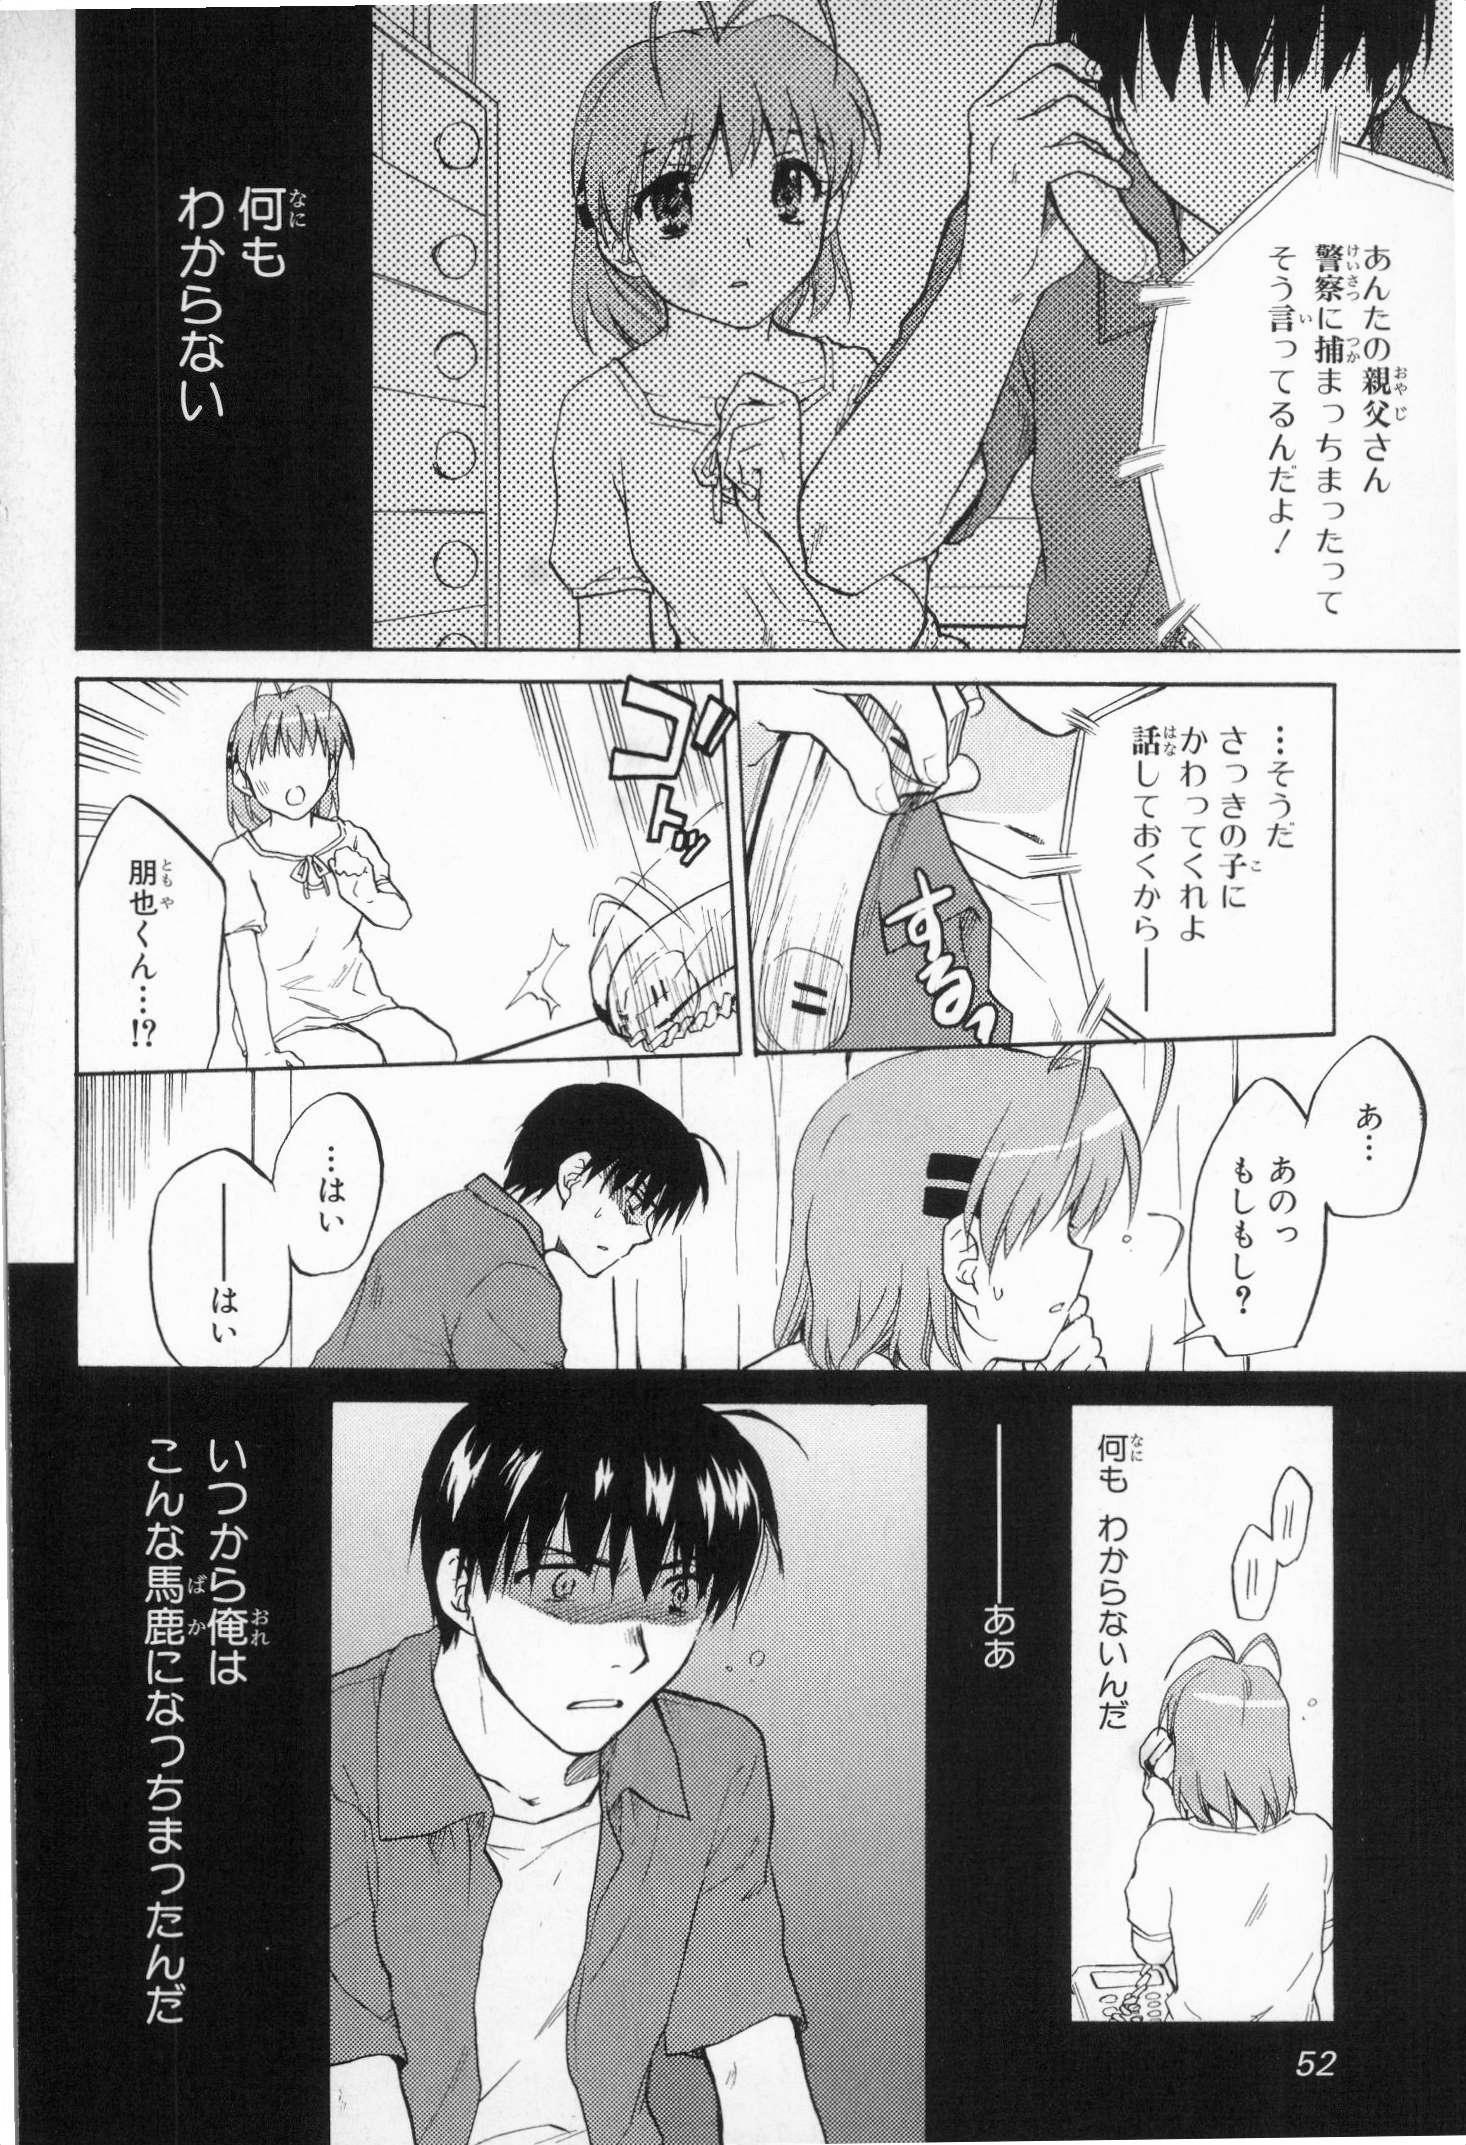 あんたの親父さん
警察に捕まっちまったって
そう言ってるんだよ！
何も
わからない
…そうだ
さっきの子に
かわってくれよ
話しておくから――
するっ
ゴッ
トッ
朋也くん…!?
あ…
あのっ
もしもし？
…はい
――はい
何も わからないんだ
――ああ
いつから俺は
こんな馬鹿になっちまったんだ
52